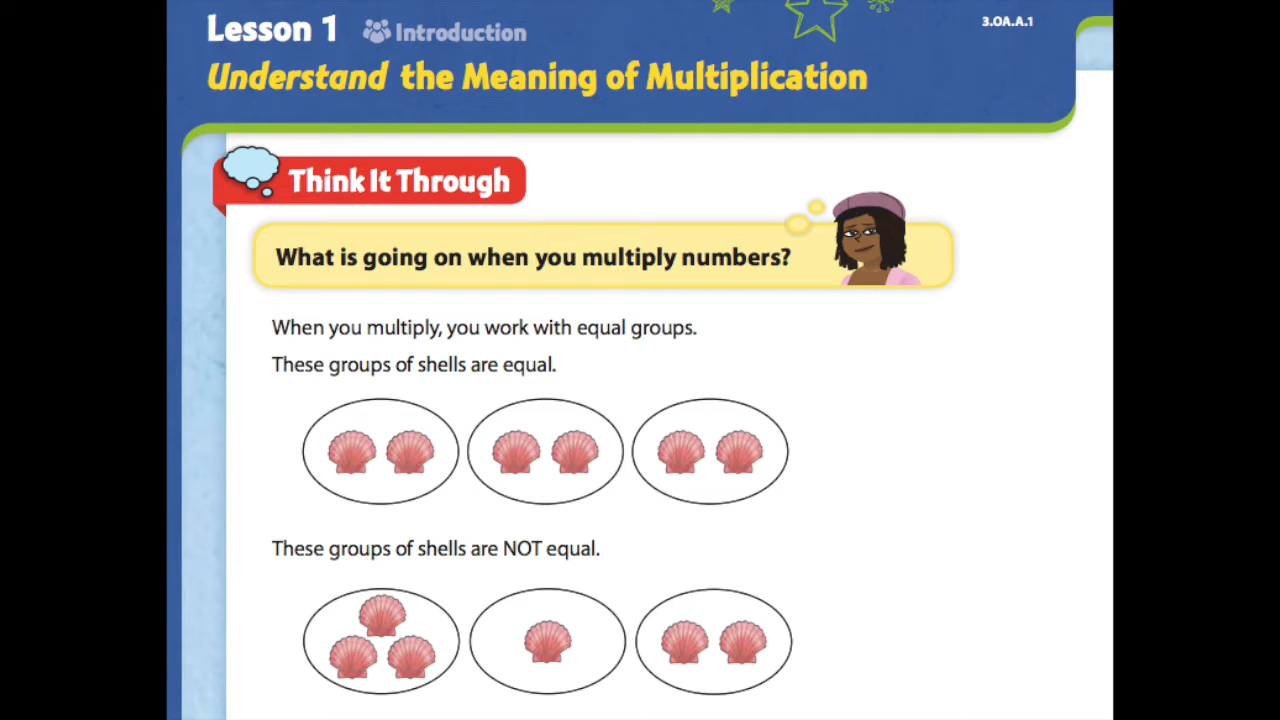 Lesson 1 Introduction 3.OA.A.1
Understand the Meaning of Multiplication
Think It Through
What is going on when you multiply numbers?
When you multiply, you work with equal groups.
These groups of shells are equal.
These groups of shells are NOT equal.